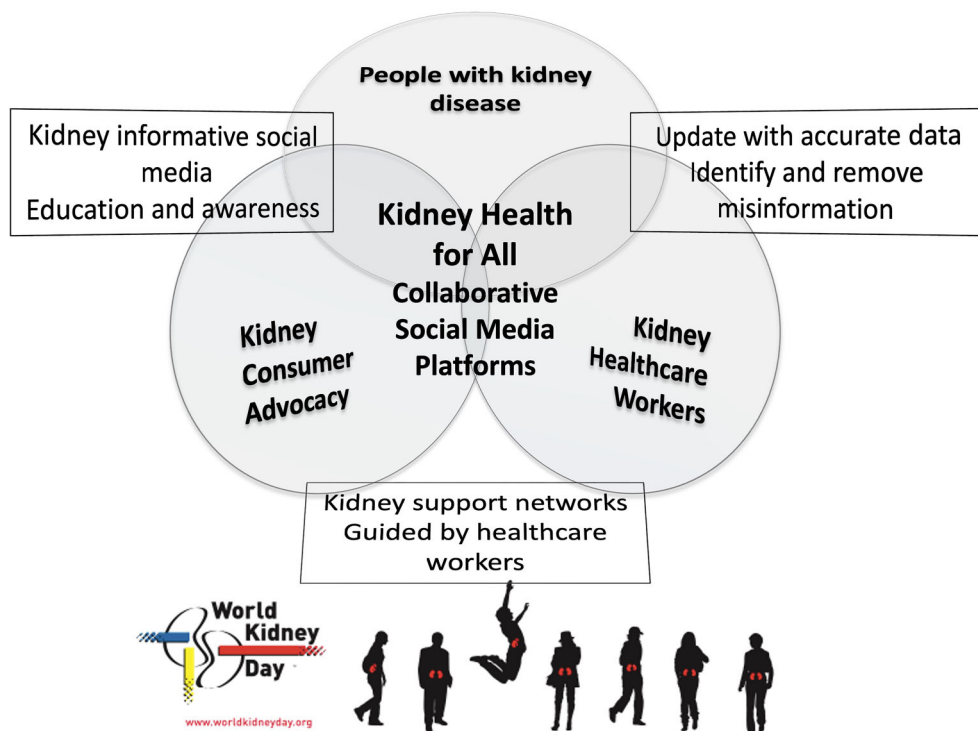 People with kidney
disease
Kidney informative social
media
Education and awareness
Update with accurate data
Identify and remove
misinformation
Kidney Health
for All
Collaborative
Social Media
Platforms
Kidney
Consumer
Advocacy
Kidney
Healthcare
Workers
Kidney support networks
Guided by healthcare
workers
World
Kidney
Day
www.worldkidneyday.org